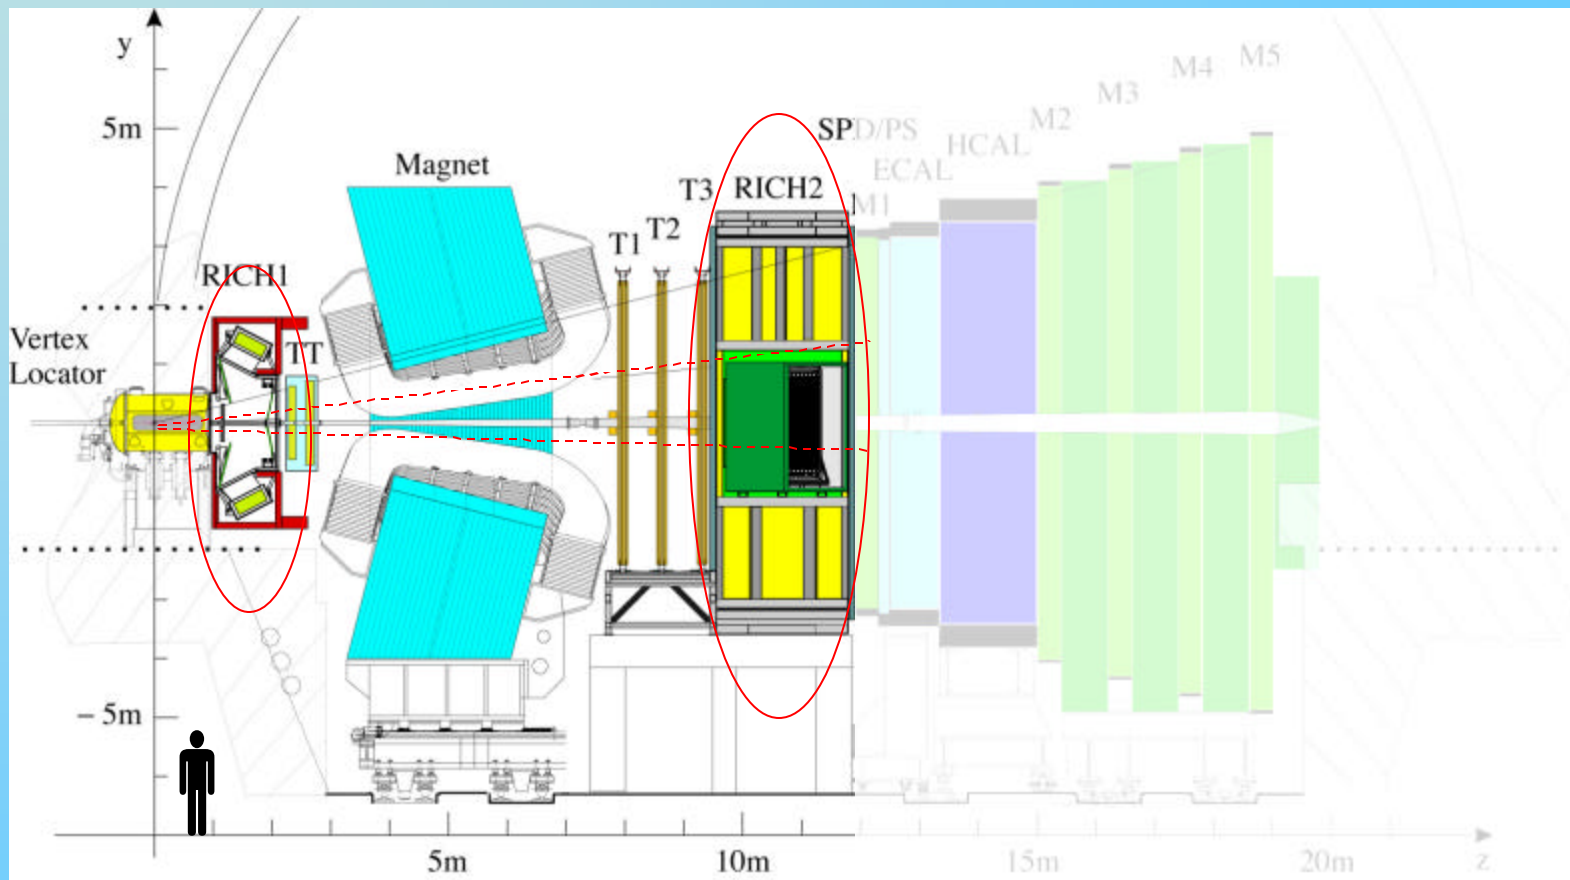 y
5m
Magnet
T3
RICH2
SPD/PS
ECAL
HCAL
M1
M2
M3
M4
M5
T1
T2
RICH1
TT
Vertex
Locator
– 5m
5m
10m
15m
20m
z